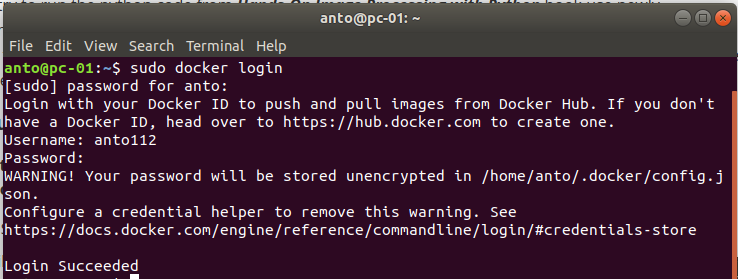 anto@pc-01: ~
File Edit View Search Terminal Help
anto@pc-01:~$ sudo docker login
[sudo] password for anto:
Login with your Docker ID to push and pull images from Docker Hub. If you don't
have a Docker ID, head over to https://hub.docker.com to create one.
Username: anto112
Password:
WARNING! Your password will be stored unencrypted in /home/anto/.docker/config.j
son.
Configure a credential helper to remove this warning. See
https://docs.docker.com/engine/reference/commandline/login/#credentials-store
Login Succeeded